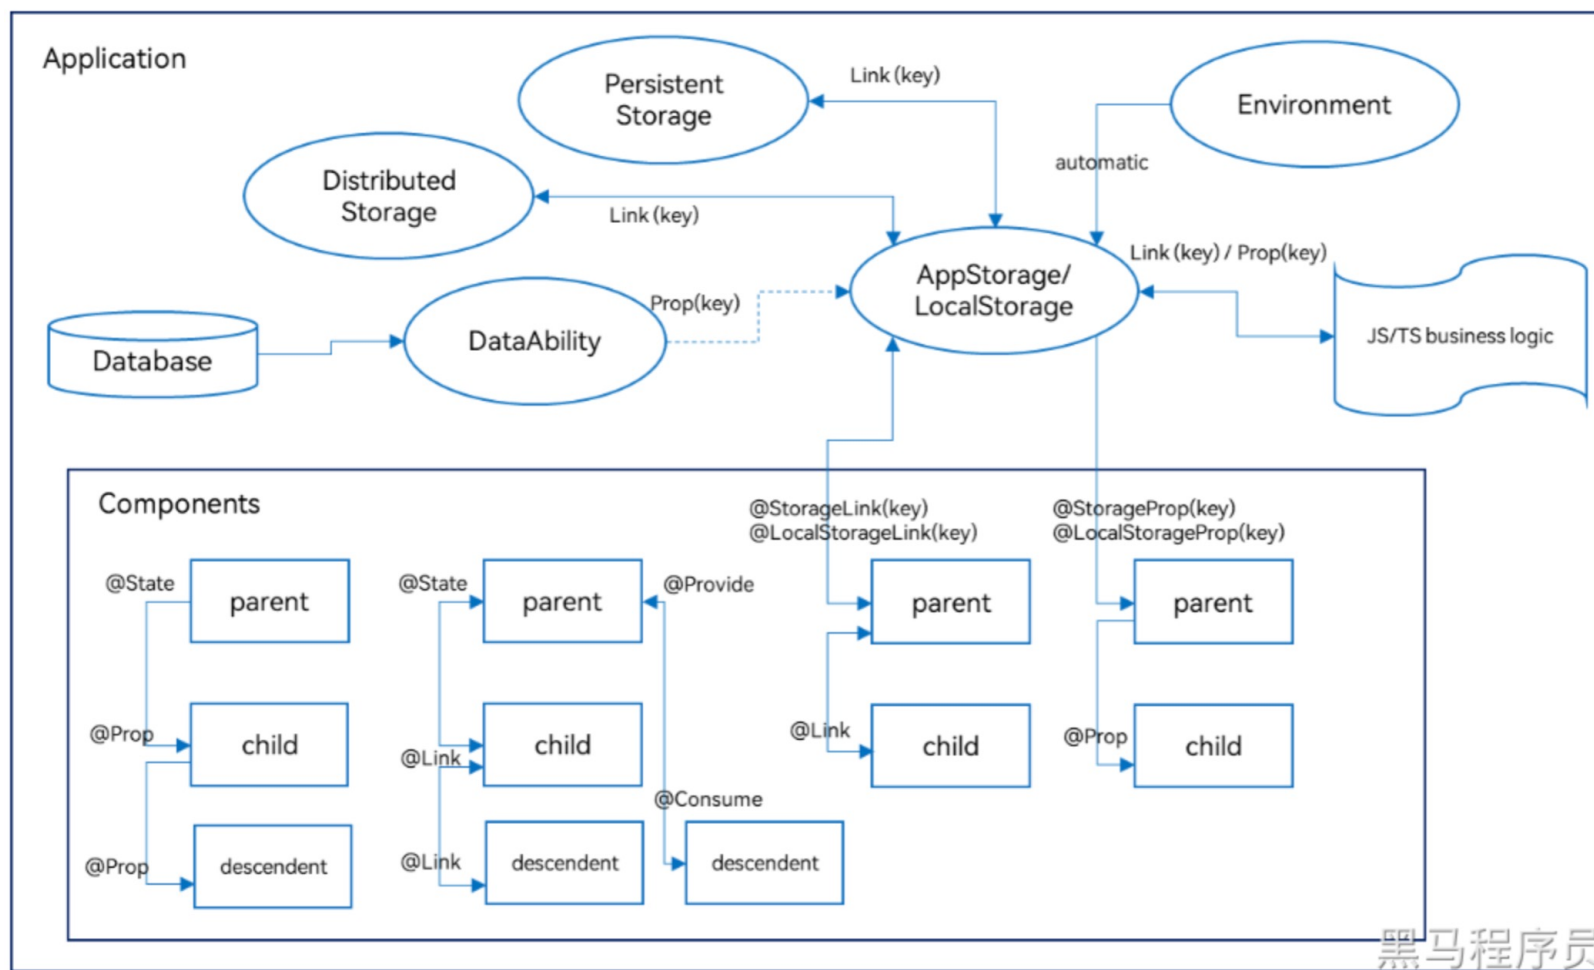 Application
Persistent
Storage
Link (key)
Environment
automatic
Distributed
Storage
Link (key)
Link (key) / Prop(key)
AppStorage/
LocalStorage
Prop(key)
DataAbility
Database
JS/TS business logic
Components
@StorageLink(key)
@LocalStorageLink(key)
@StorageProp(key)
@LocalStorageProp(key)
@State
parent
@State
parent
@Provide
parent
parent
@Prop
child
@Link
child
@Link
child
@Prop
child
@Consume
@Prop
descendent
@Link
descendent
descendent
黑马程序员